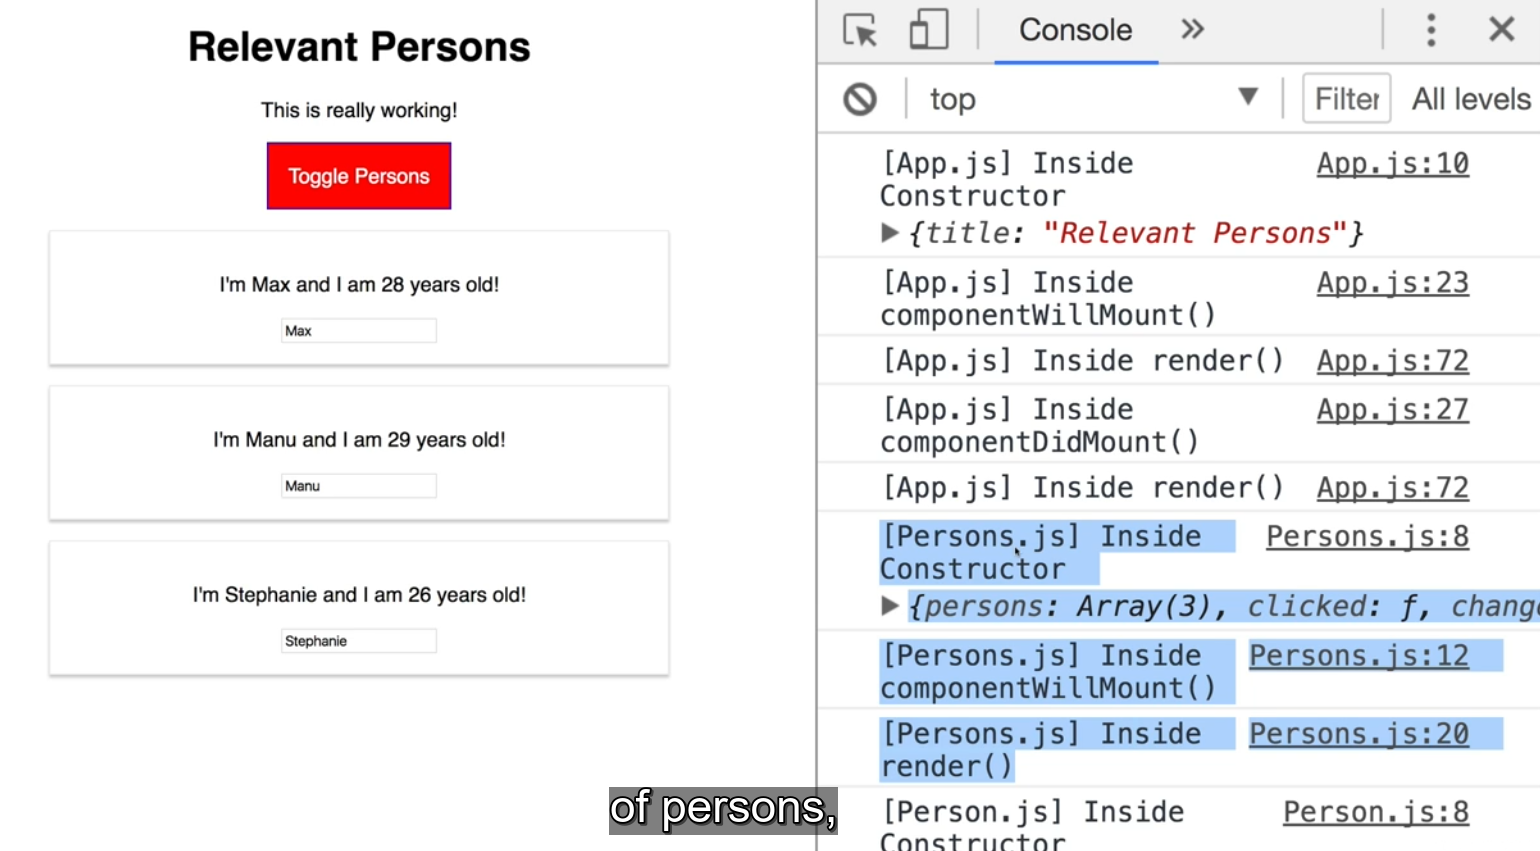 Relevant Persons
This is really working!
Toggle Persons
I'm Max and I am 28 years old!
Max
I'm Manu and I am 29 years old!
Manu
I'm Stephanie and I am 26 years old!
Stephanie
Console
top
Filter
All levels
[App.js] Inside App.js:10
Constructor
{title: "Relevant Persons"}
[App.js] Inside App.js:23
componentWillMount()
[App.js] Inside render() App.js:72
[App.js] Inside App.js:27
componentDidMount()
[App.js] Inside render() App.js:72
[Persons.js] Inside Persons.js:8
Constructor
{persons: Array(3), clicked: ƒ, change
[Persons.js] Inside Persons.js:12
componentWillMount()
[Persons.js] Inside Persons.js:20
render()
[Person.js] Inside Person.js:8
Constructor
of persons,